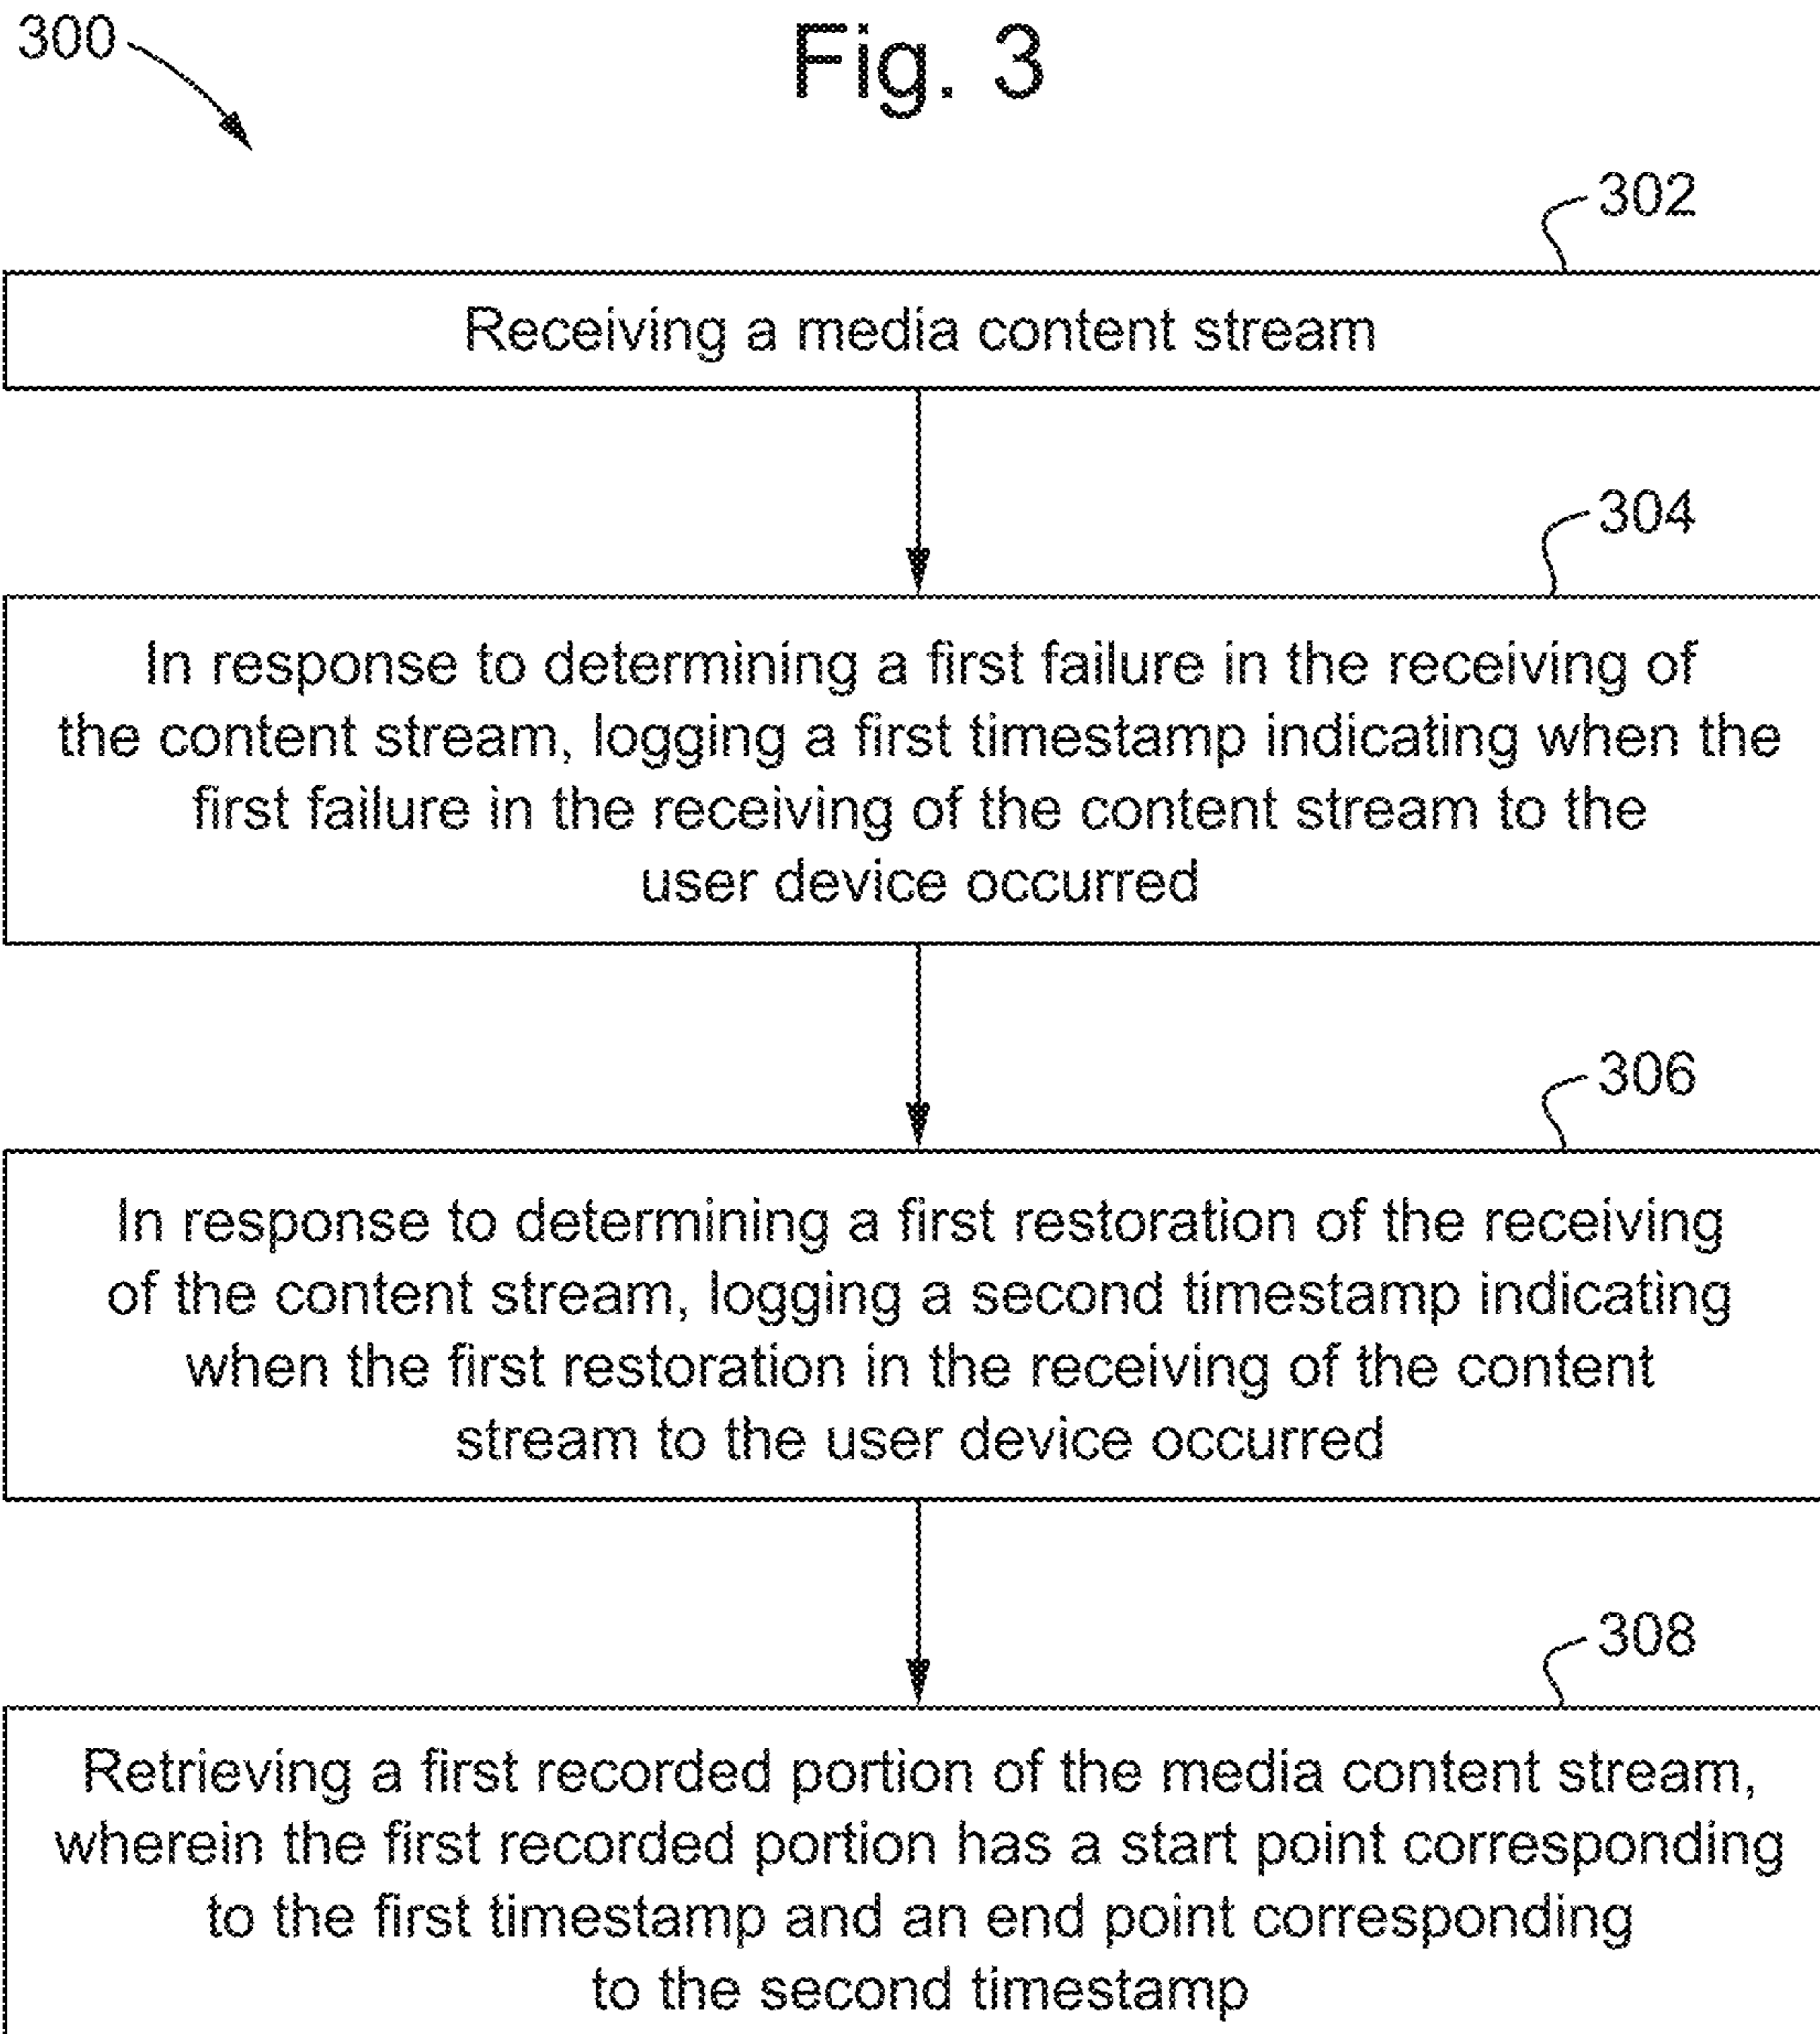 300
Fig. 3
302
Receiving a media content stream
304
In response to determining a first failure in the receiving of
the content stream, logging a first timestamp indicating when the
first failure in the receiving of the content stream to the
user device occurred
306
In response to determining a first restoration of the receiving
of the content stream, logging a second timestamp indicating
when the first restoration in the receiving of the content
stream to the user device occurred
308
Retrieving a first recorded portion of the media content stream,
wherein the first recorded portion has a start point corresponding
to the first timestamp and an end point corresponding
to the second timestamp